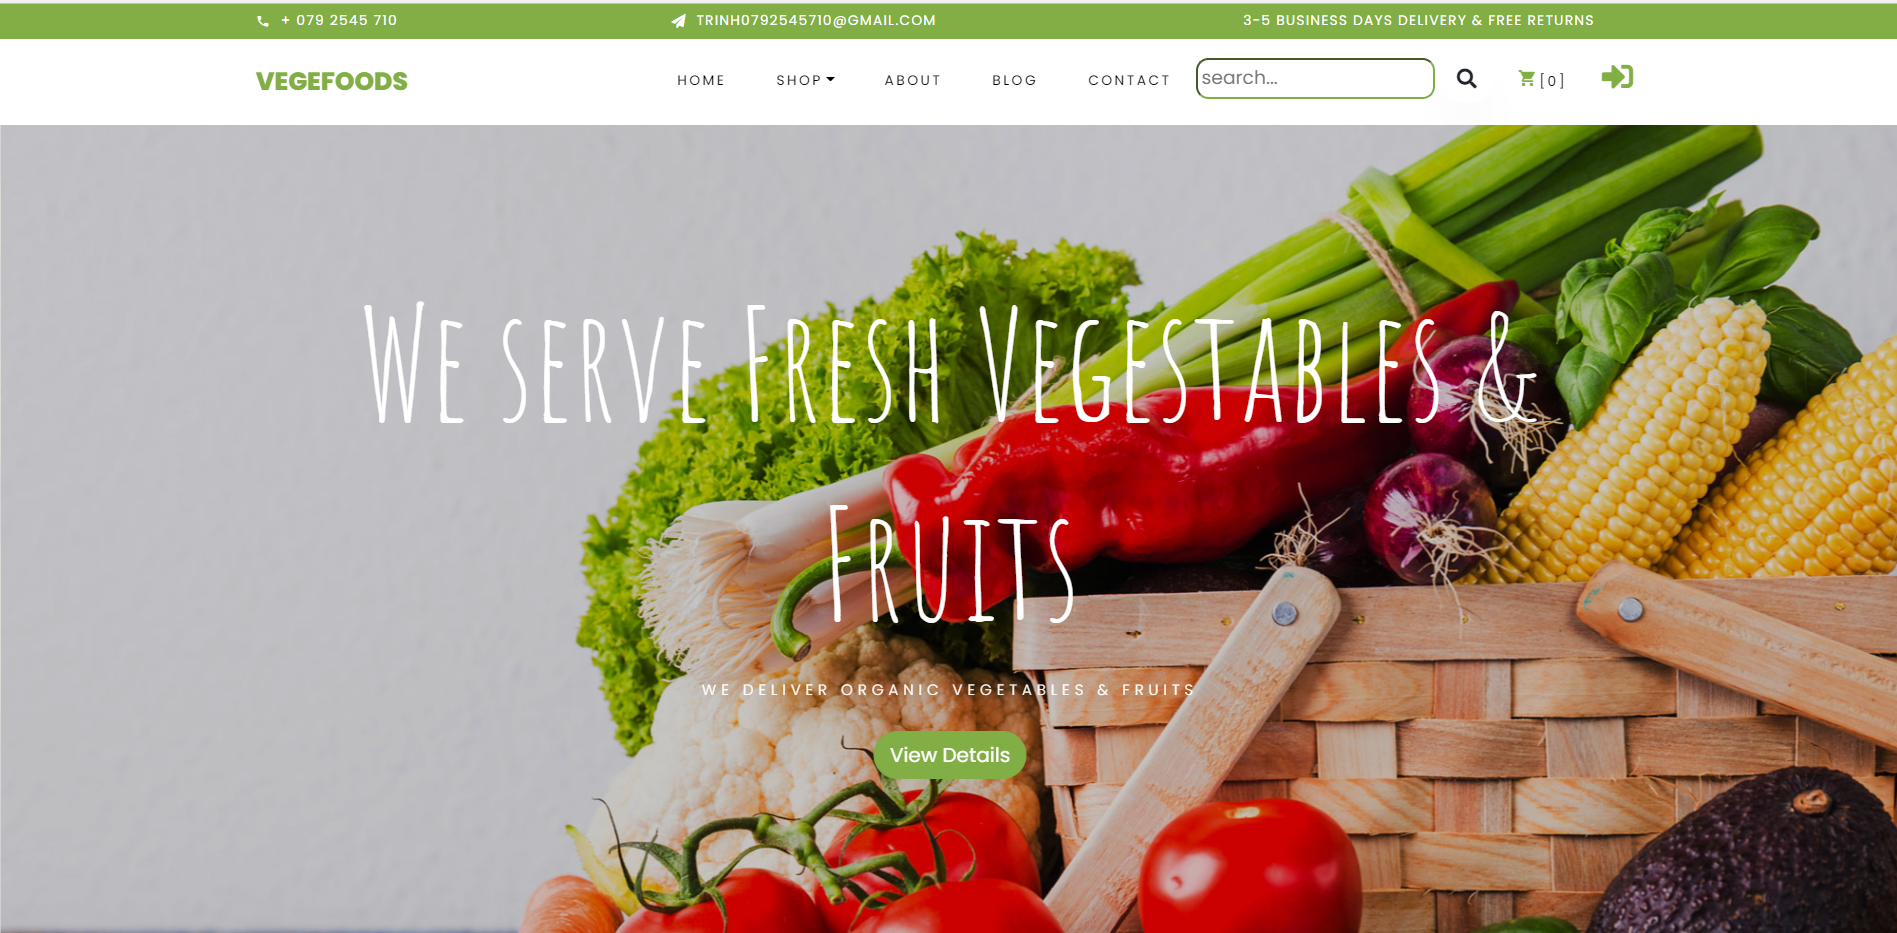 + 079 2545 710
TRINH0792545710@GMAIL.COM
3-5 BUSINESS DAYS DELIVERY & FREE RETURNS
VEGEFOODS
HOME SHOP ABOUT BLOG CONTACT search... [0]
WE SERVE FRESH VEGESTABLES &
FRUITS
WE DELIVER ORGANIC VEGETABLES & FRUITS
View Details